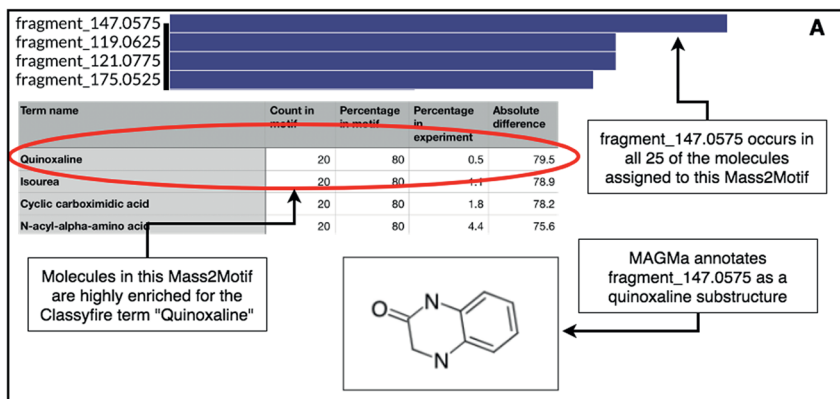 fragment_147.0575
A
fragment_119.0625
fragment_121.0775
fragment_175.0525
Term name Count in motif Percentage in motif Percentage in experiment Absolute difference
Quinoxaline 20 80 0.5 79.5
Isourea 20 80 1.1 78.9
Cyclic carboximidic acid 20 80 1.8 78.2
N-acyl-alpha-amino acid 20 80 4.4 75.6
fragment_147.0575 occurs in
all 25 of the molecules
assigned to this Mass2Motif
Molecules in this Mass2Motif
are highly enriched for the
Classyfire term "Quinoxaline"
MAGMa annotates
fragment_147.0575 as a
quinoxaline substructure
O
N
N